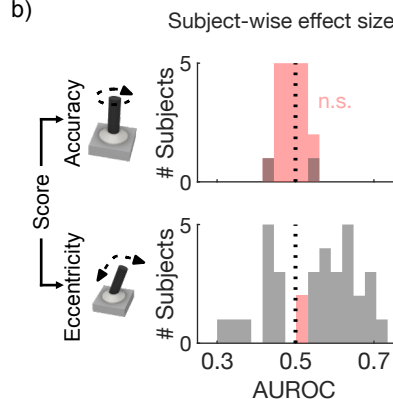 b)
Subject-wise effect size
Score
Accuracy
# Subjects
5
0
n.s.
Eccentricity
# Subjects
5
0
0.3 0.5 0.7
AUROC